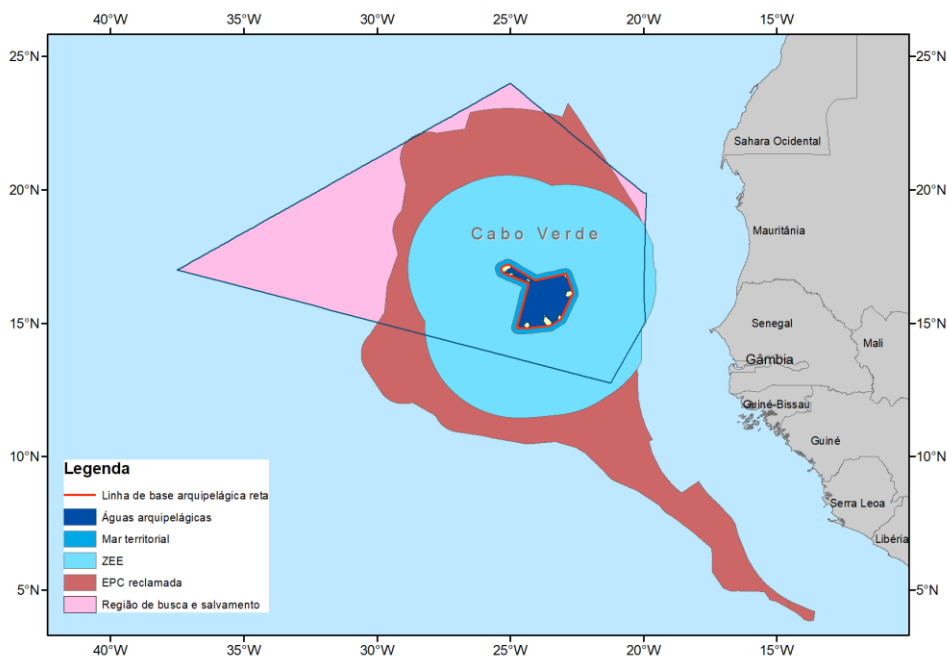 40°W 35°W 30°W 25°W 20°W 15°W
25°N 25°N
Sahara Ocidental
20°N 20°N
Cabo Verde
Mauritânia
15°N 15°N
Senegal
Mali
Gâmbia
Guiné-Bissau
Guiné
10°N 10°N
Legenda
Linha de base arquipelágica reta
Águas arquipelágicas
Mar territorial
ZEE
EPC reclamada
Região de busca e salvamento
Serra Leoa
Libéria
5°N 5°N
40°W 35°W 30°W 25°W 20°W 15°W